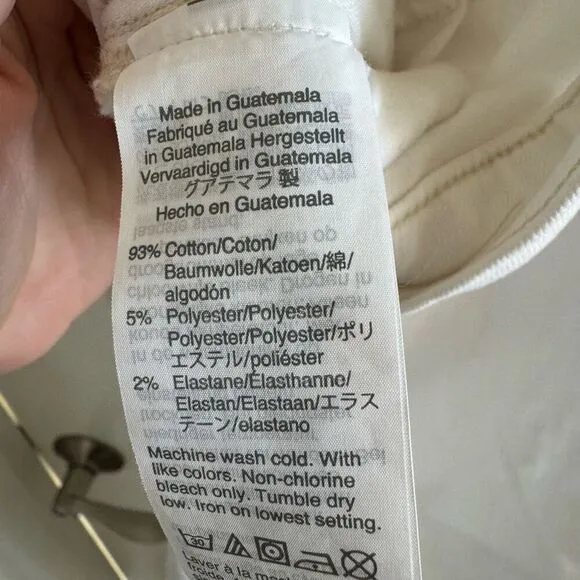 Made in Guatemala
Fabriqué au Guatemala
in Guatemala Hergestellt
Vervaardigd in Guatemala
グアテマラ 製
Hecho en Guatemala
93% Cotton/Coton/
Baumwolle/Katoen/綿/
algodón
5% Polyester/Polyester/
Polyester/Polyester/ポリ
エステル/poliéster
2% Elastane/Élasthanne/
Elastan/Elastaan/エラス
テーン/elastano
Machine wash cold. With
like colors. Non-chlorine
bleach only. Tumble dry
low. Iron on lowest setting.
30
Laver à la